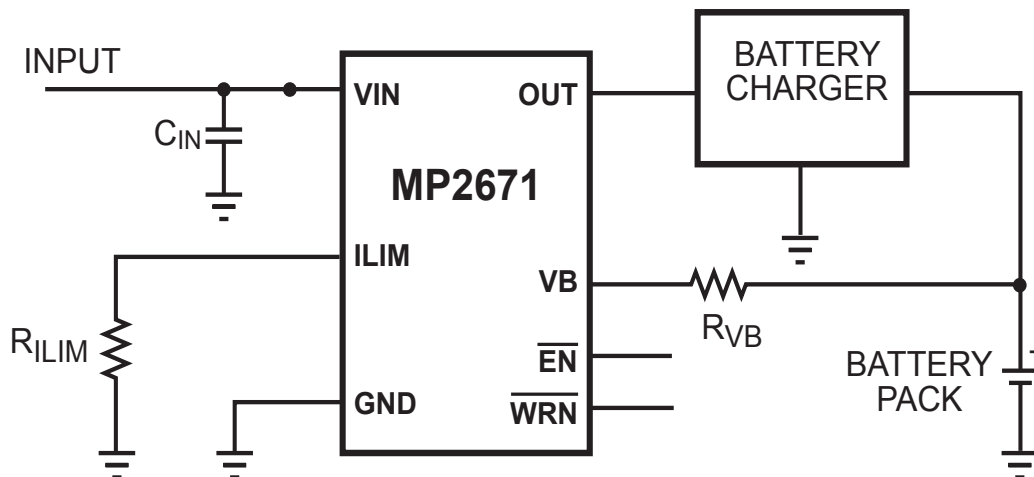 INPUT
BATTERY
CHARGER
VIN
OUT
CIN
MP2671
ILIM
VB
RILIM
RVB
EN
BATTERY
PACK
GND
WRN